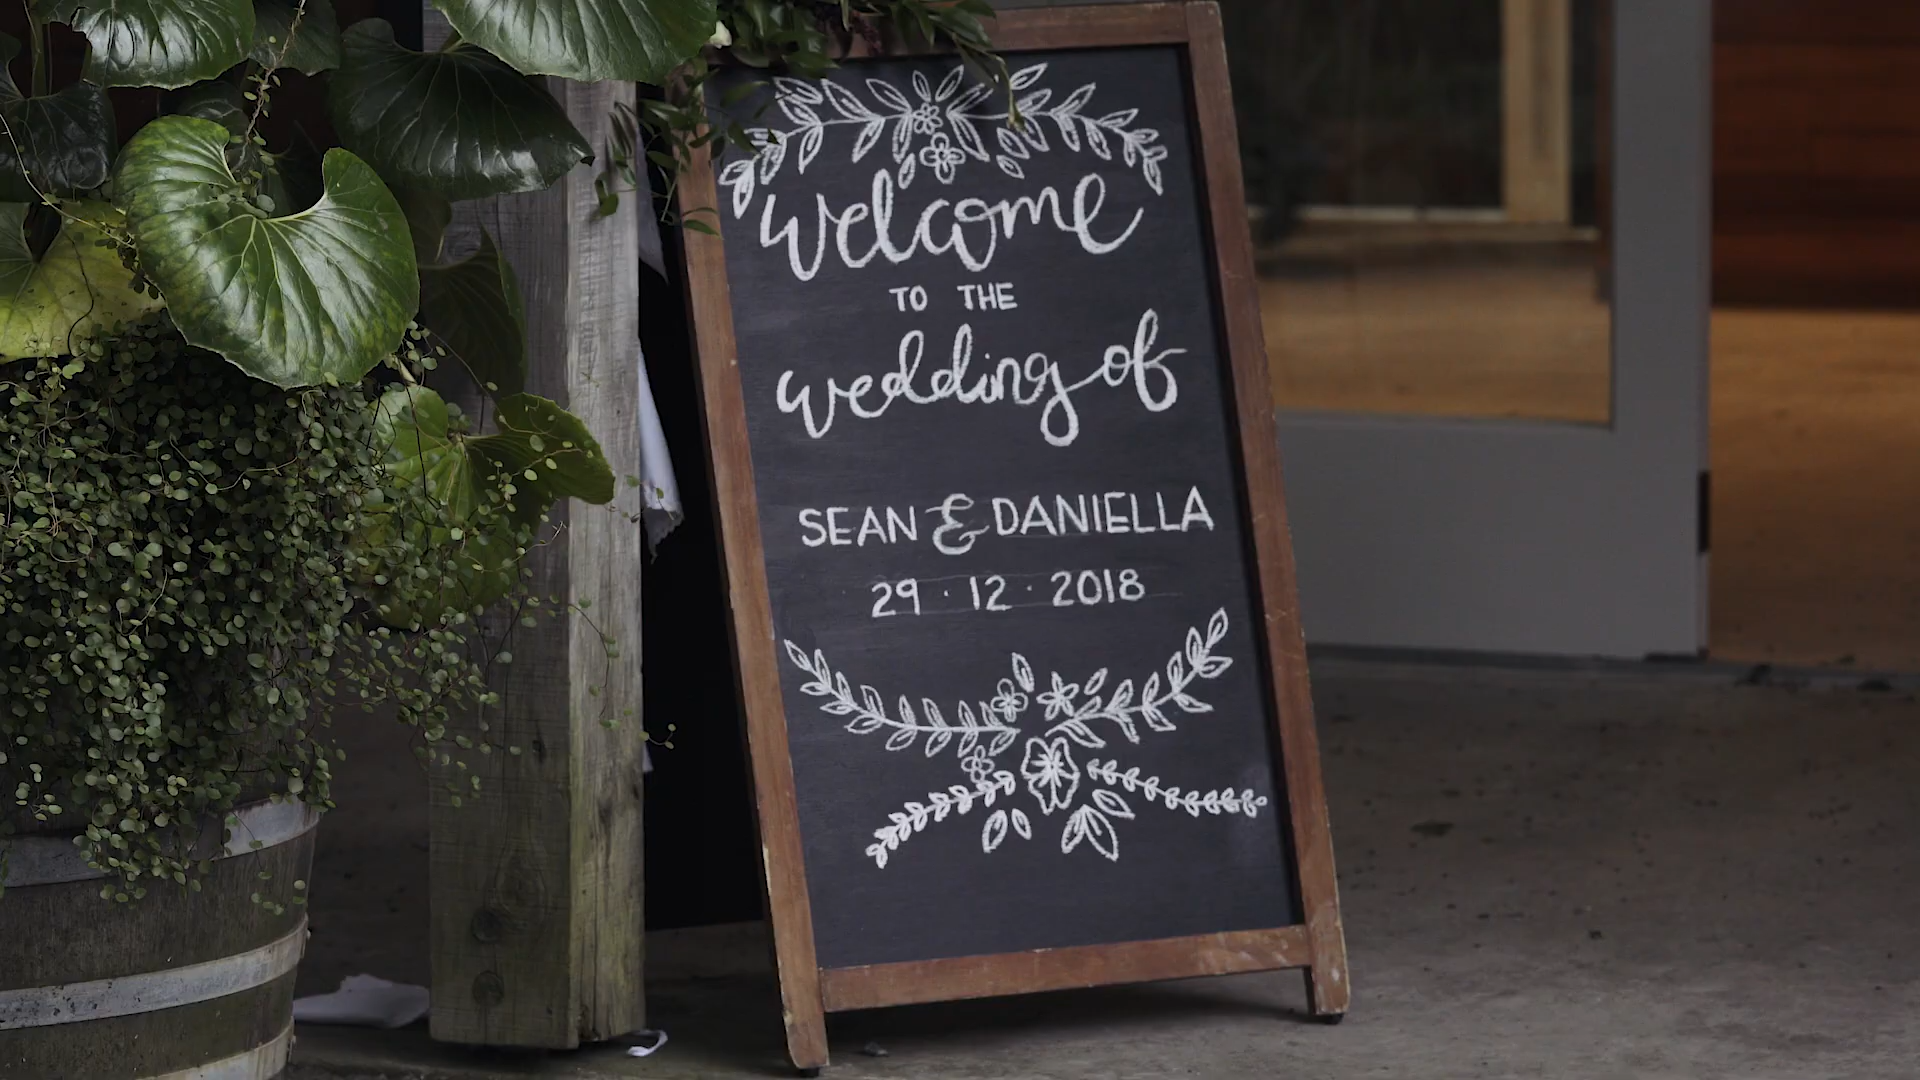 welcome
TO THE
wedding of
SEAN & DANIELLA
29 · 12 · 2018